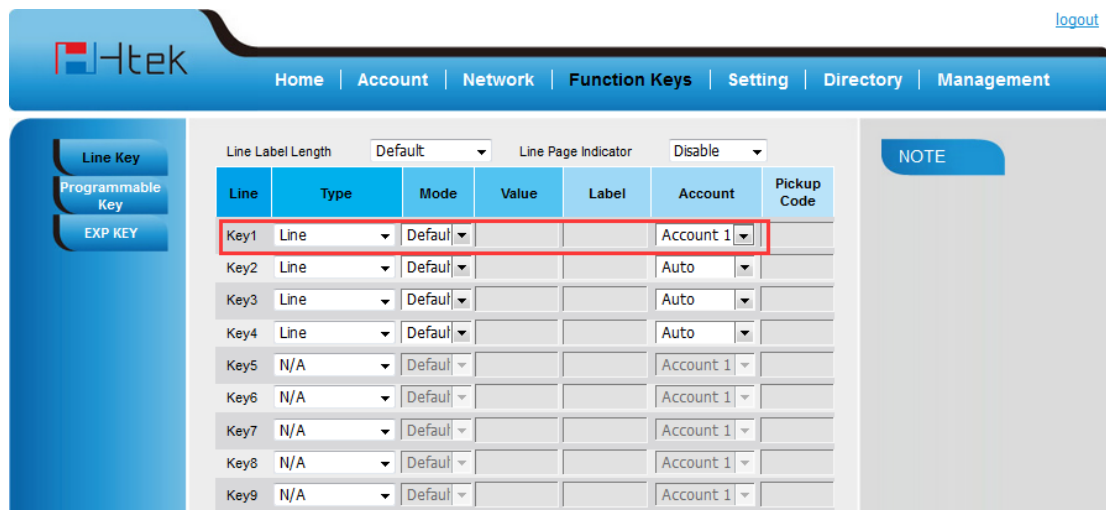 logout
Htek
Home | Account | Network | Function Keys | Setting | Directory | Management
Line Key
Programmable Key
EXP KEY
Line Label Length Default Line Page Indicator Disable
NOTE
Line Type Mode Value Label Account Pickup Code
Key1 Line Defaul Account 1
Key2 Line Defaul Auto
Key3 Line Defaul Auto
Key4 Line Defaul Auto
Key5 N/A Defaul Account 1
Key6 N/A Defaul Account 1
Key7 N/A Defaul Account 1
Key8 N/A Defaul Account 1
Key9 N/A Defaul Account 1